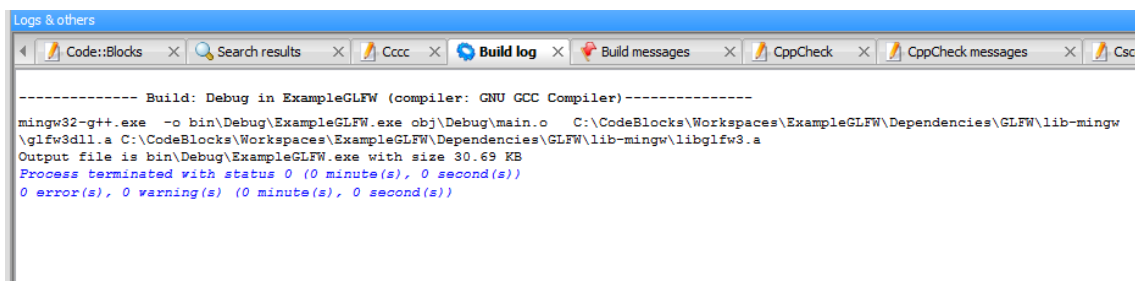 Logs & others
Code::Blocks Search results Cccc Build log Build messages CppCheck CppCheck messages Csc
-------------- Build: Debug in ExampleGLFW (compiler: GNU GCC Compiler)---------------
mingw32-g++.exe  -o bin\Debug\ExampleGLFW.exe obj\Debug\main.o   C:\CodeBlocks\Workspaces\ExampleGLFW\Dependencies\GLFW\lib-mingw
\glfw3dll.a C:\CodeBlocks\Workspaces\ExampleGLFW\Dependencies\GLFW\lib-mingw\libglfw3.a
Output file is bin\Debug\ExampleGLFW.exe with size 30.69 KB
Process terminated with status 0 (0 minute(s), 0 second(s))
0 error(s), 0 warning(s) (0 minute(s), 0 second(s))